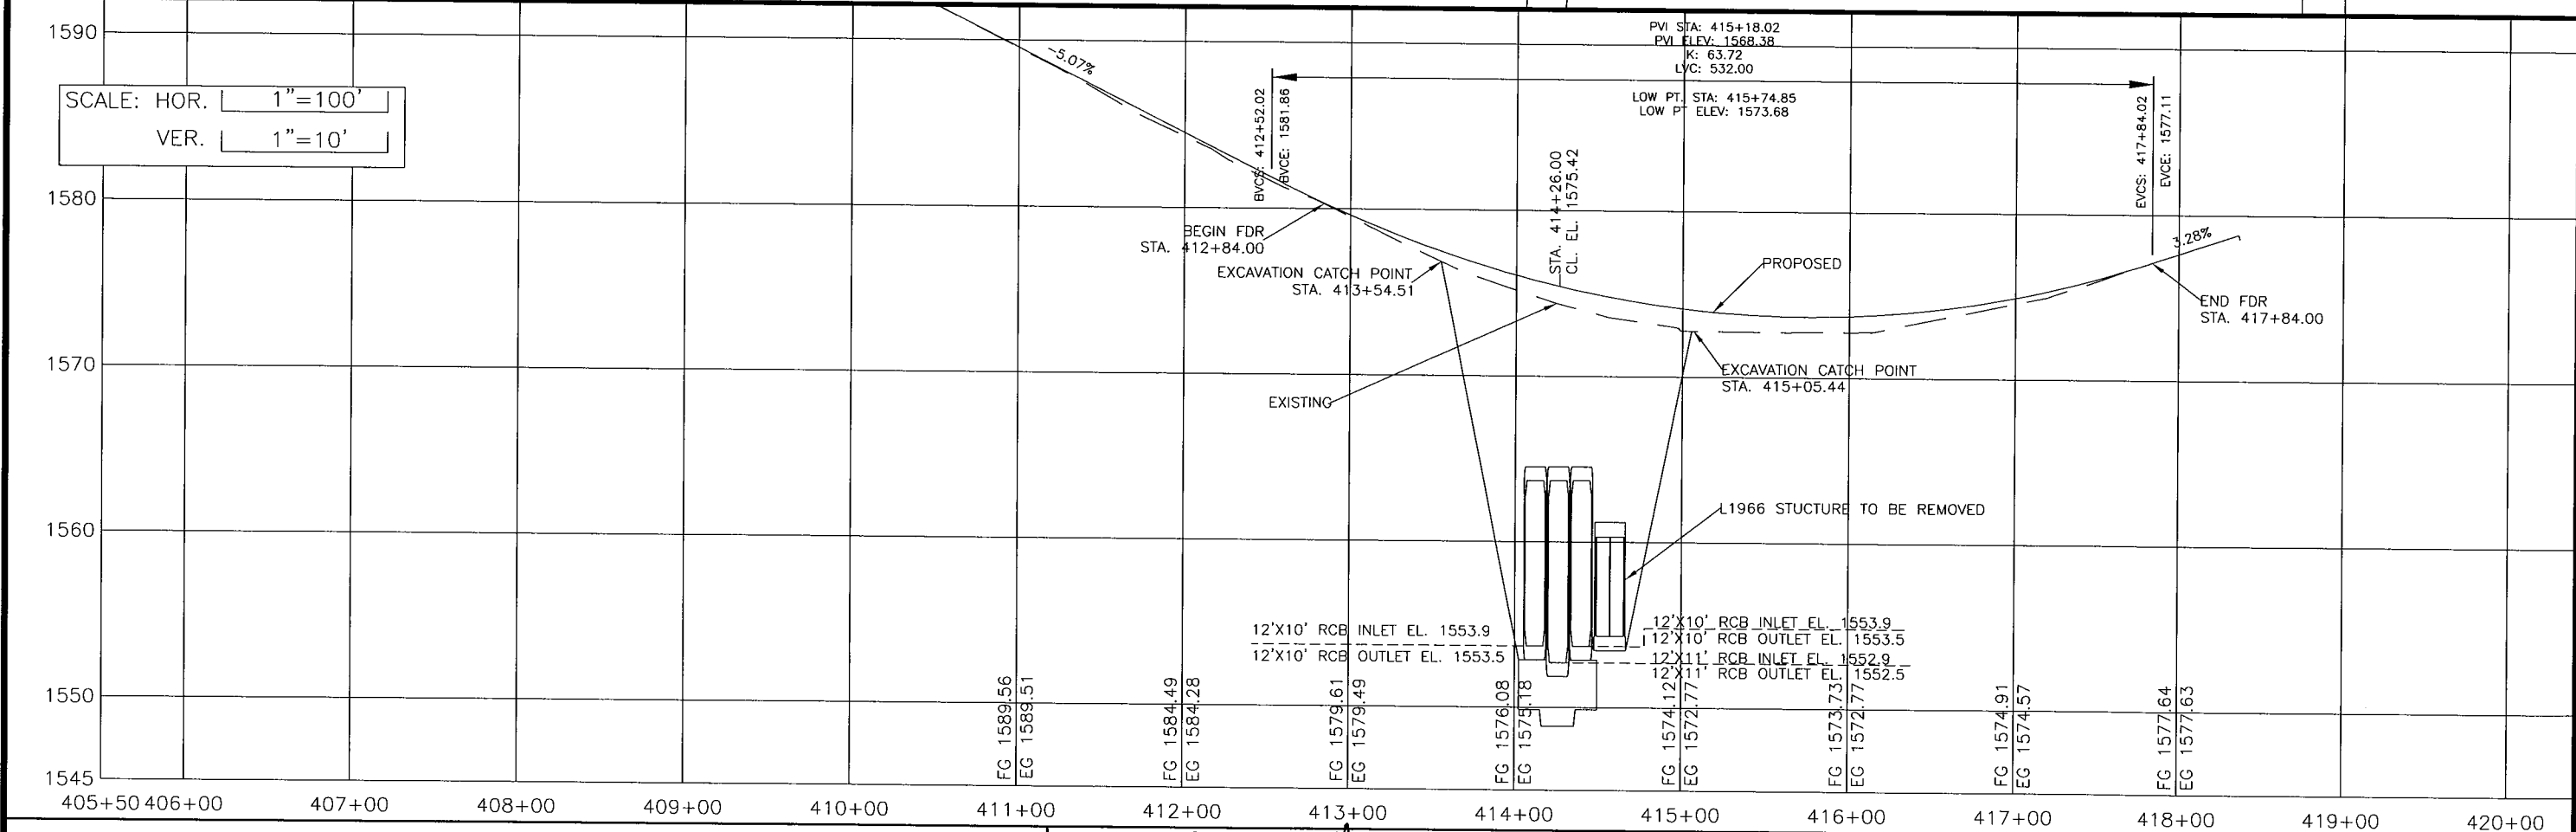 1590
1580
1570
1560
1550
1545
SCALE: HOR. 1"=100'
VER. 1"=10'
-5.07%
PVI STA: 415+18.02
PVI ELEV: 1568.38
K: 63.72
LVC: 532.00
LOW PT. STA: 415+74.85
LOW PT ELEV: 1573.68
BVCS: 412+52.02
BVCE: 1581.86
EVCS: 417+84.02
EVCE: 1577.11
STA. 414+26.00
CL. EL. 1575.42
BEGIN FDR
STA. 412+84.00
EXCAVATION CATCH POINT
STA. 413+54.51
PROPOSED
3.28%
END FDR
STA. 417+84.00
EXISTING
EXCAVATION CATCH POINT
STA. 415+05.44
L1966 STUCTURE TO BE REMOVED
12'X10' RCB INLET EL. 1553.9
12'X10' RCB OUTLET EL. 1553.5
12'X10' RCB INLET EL. 1553.9
12'X10' RCB OUTLET EL. 1553.5
12'X11' RCB INLET EL. 1552.9
12'X11' RCB OUTLET EL. 1552.5
FG 1589.56
EG 1589.51
FG 1584.49
EG 1584.28
FG 1579.61
EG 1579.49
FG 1576.08
EG 1575.18
FG 1574.12
EG 1572.77
FG 1573.73
EG 1572.77
FG 1574.91
EG 1574.57
FG 1577.64
EG 1577.63
405+50 406+00 407+00 408+00 409+00 410+00 411+00 412+00 413+00 414+00 415+00 416+00 417+00 418+00 419+00 420+00